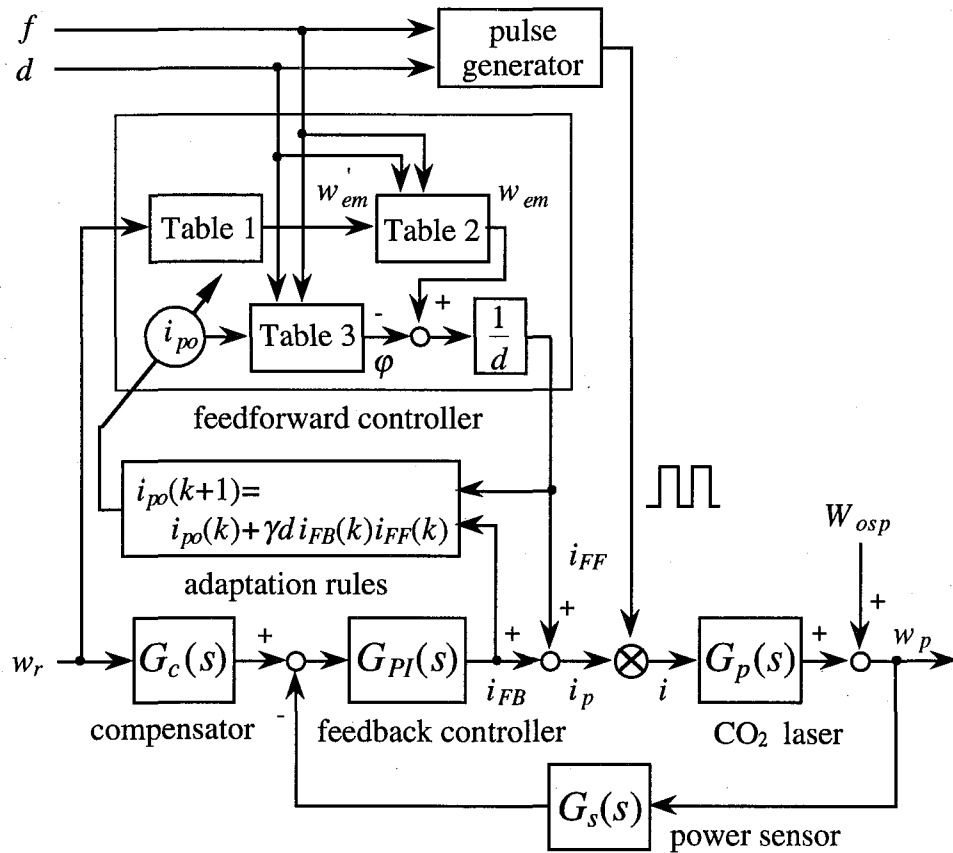 f
d
pulse
generator
w'em
wem
Table 1
Table 2
ipo
Table 3
-
φ
+
1
d
feedforward controller
ipo(k+1)=
ipo(k)+γd iFB(k)iFF(k)
adaptation rules
iFF
Wosp
wr
Gc(s)
+
-
GPI(s)
+
+
iFB
ip
i
Gp(s)
+
+
wp
compensator
feedback controller
CO2 laser
Gs(s)
power sensor